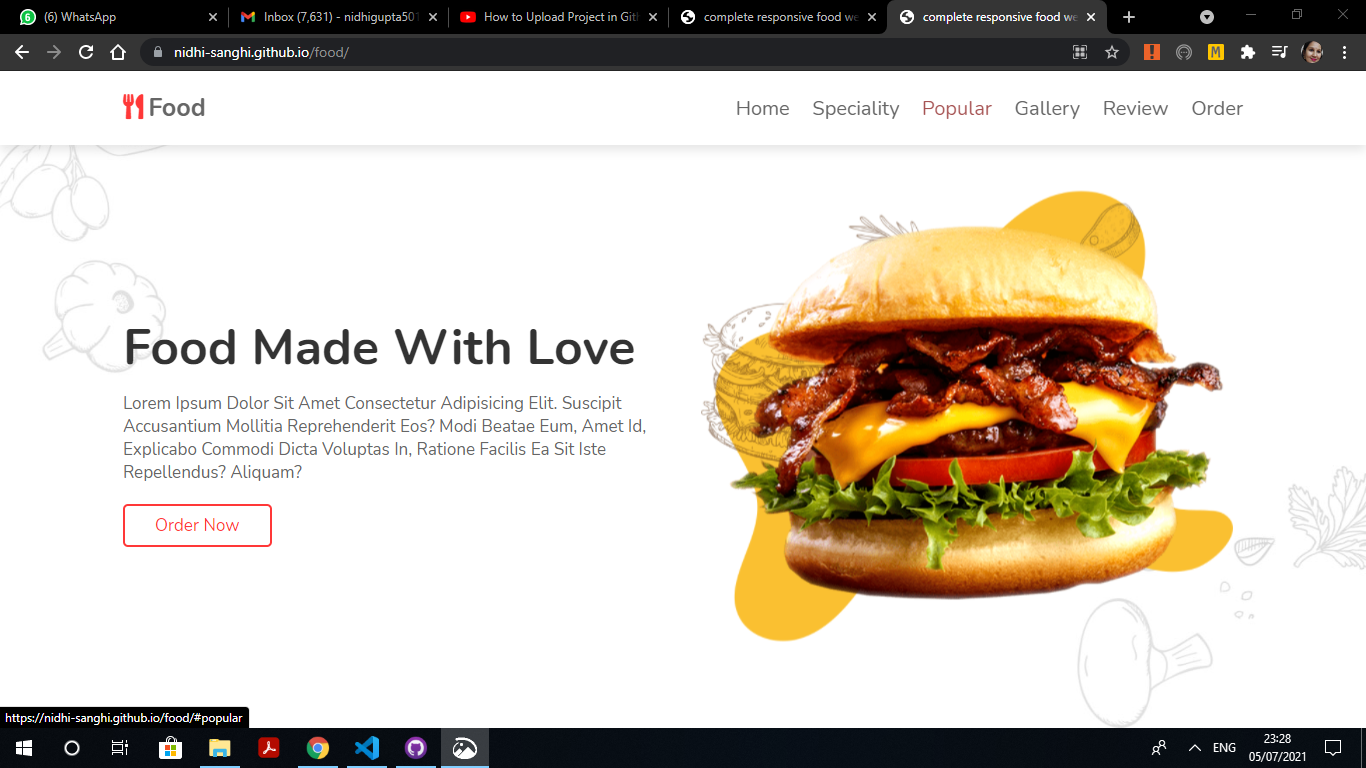 (6) WhatsApp
Inbox (7,631) - nidhigupta501
How to Upload Project in Gith
complete responsive food we
complete responsive food we
nidhi-sanghi.github.io/food/
Food
Home Speciality Popular Gallery Review Order
Food Made With Love
Lorem Ipsum Dolor Sit Amet Consectetur Adipisicing Elit. Suscipit
Accusantium Mollitia Reprehenderit Eos? Modi Beatae Eum, Amet Id,
Explicabo Commodi Dicta Voluptas In, Ratione Facilis Ea Sit Iste
Repellendus? Aliquam?
Order Now
https://nidhi-sanghi.github.io/food/#popular
ENG
23:28
05/07/2021